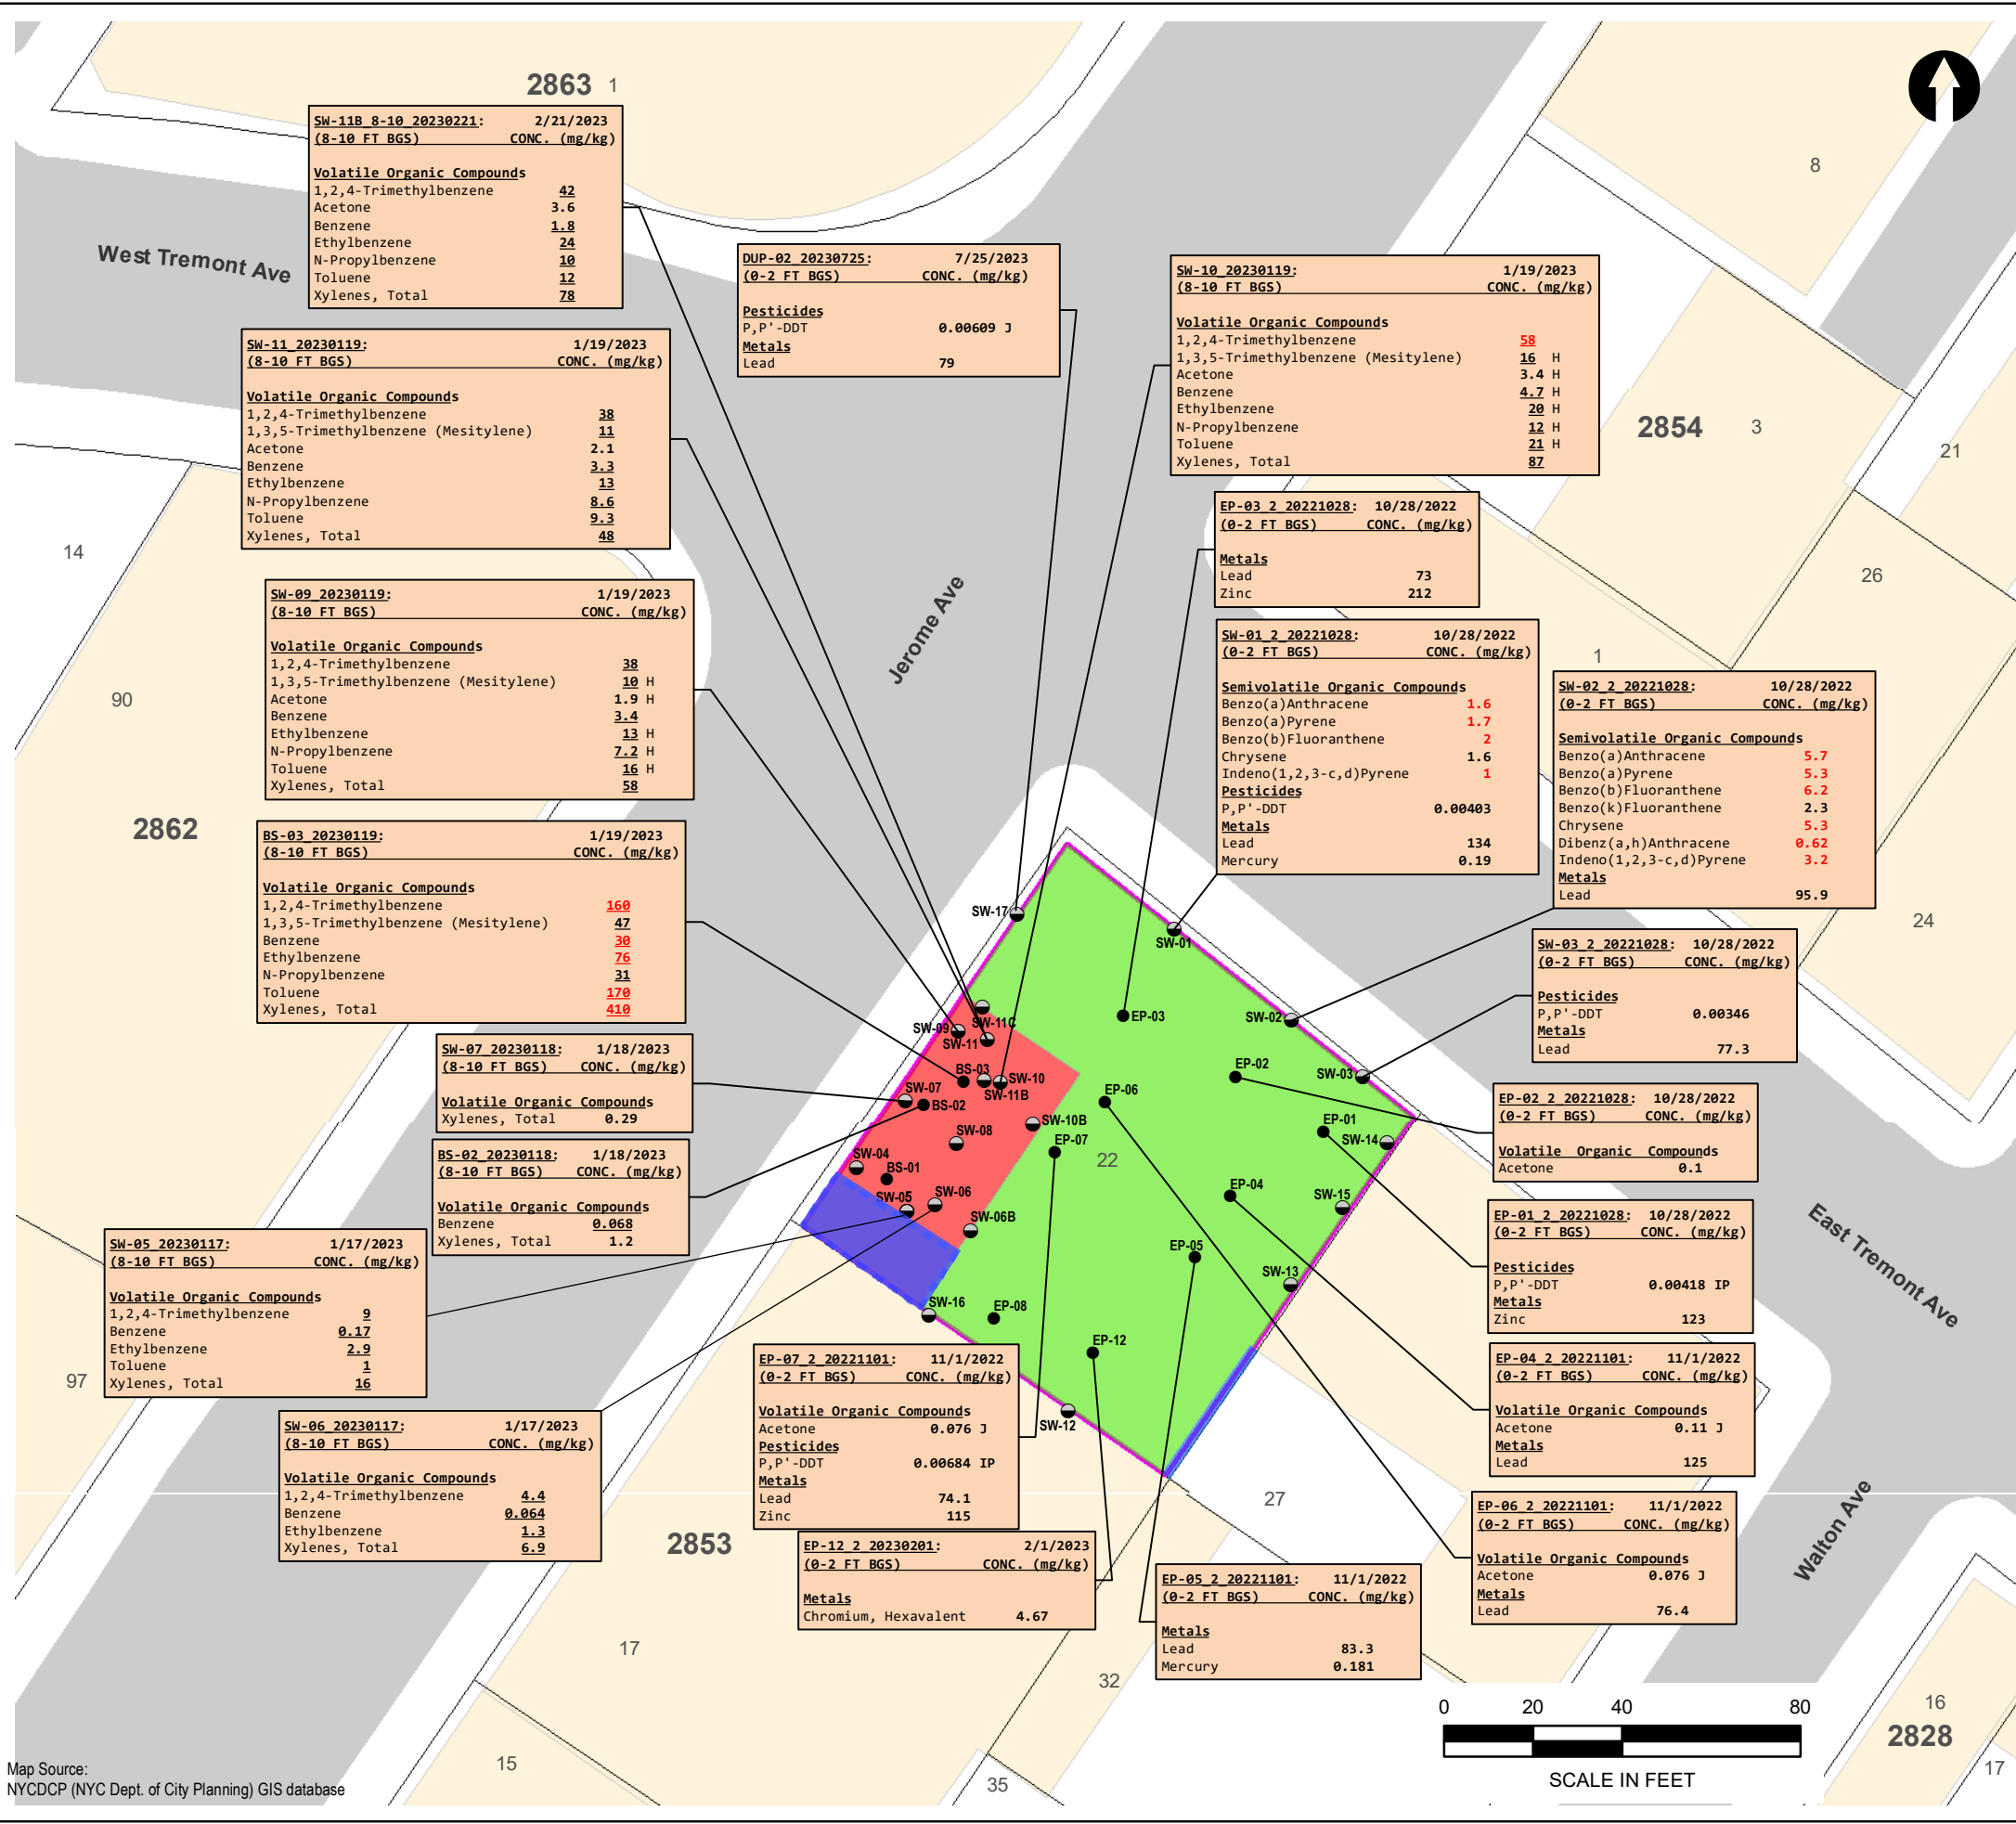 2863 1
SW-11B_8-10_20230221: 2/21/2023
(8-10 FT BGS) CONC. (mg/kg)
Volatile Organic Compounds
1,2,4-Trimethylbenzene 42
Acetone 3.6
Benzene 1.8
Ethylbenzene 24
N-Propylbenzene 10
Toluene 12
Xylenes, Total 78
8
West Tremont Ave
DUP-02_20230725: 7/25/2023
(0-2 FT BGS) CONC. (mg/kg)
Pesticides
P,P'-DDT 0.00609 J
Metals
Lead 79
SW-10_20230119: 1/19/2023
(8-10 FT BGS) CONC. (mg/kg)
Volatile Organic Compounds
1,2,4-Trimethylbenzene 58
1,3,5-Trimethylbenzene (Mesitylene) 16 H
Acetone 3.4 H
Benzene 4.7 H
Ethylbenzene 20 H
N-Propylbenzene 12 H
Toluene 21 H
Xylenes, Total 87
2854 3
21
SW-11_20230119: 1/19/2023
(8-10 FT BGS) CONC. (mg/kg)
Volatile Organic Compounds
1,2,4-Trimethylbenzene 38
1,3,5-Trimethylbenzene (Mesitylene) 11
Acetone 2.1
Benzene 3.3
Ethylbenzene 13
N-Propylbenzene 8.6
Toluene 9.3
Xylenes, Total 48
14
EP-03_2_20221028: 10/28/2022
(0-2 FT BGS) CONC. (mg/kg)
Metals
Lead 73
Zinc 212
26
Jerome Ave
SW-09_20230119: 1/19/2023
(8-10 FT BGS) CONC. (mg/kg)
Volatile Organic Compounds
1,2,4-Trimethylbenzene 38
1,3,5-Trimethylbenzene (Mesitylene) 10 H
Acetone 1.9 H
Benzene 3.4
Ethylbenzene 13 H
N-Propylbenzene 7.2 H
Toluene 16 H
Xylenes, Total 58
90
SW-01_2_20221028: 10/28/2022
(0-2 FT BGS) CONC. (mg/kg)
Semivolatile Organic Compounds
Benzo(a)Anthracene 1.6
Benzo(a)Pyrene 1.7
Benzo(b)Fluoranthene 2
Chrysene 1.6
Indeno(1,2,3-c,d)Pyrene 1
Pesticides
P,P'-DDT 0.00403
Metals
Lead 134
Mercury 0.19
1
SW-02_2_20221028: 10/28/2022
(0-2 FT BGS) CONC. (mg/kg)
Semivolatile Organic Compounds
Benzo(a)Anthracene 5.7
Benzo(a)Pyrene 5.3
Benzo(b)Fluoranthene 6.2
Benzo(k)Fluoranthene 2.3
Chrysene 5.3
Dibenz(a,h)Anthracene 0.62
Indeno(1,2,3-c,d)Pyrene 3.2
Metals
Lead 95.9
2862
24
BS-03_20230119: 1/19/2023
(8-10 FT BGS) CONC. (mg/kg)
Volatile Organic Compounds
1,2,4-Trimethylbenzene 160
1,3,5-Trimethylbenzene (Mesitylene) 47
Benzene 30
Ethylbenzene 76
N-Propylbenzene 31
Toluene 170
Xylenes, Total 410
SW-03_2_20221028: 10/28/2022
(0-2 FT BGS) CONC. (mg/kg)
Pesticides
P,P'-DDT 0.00346
Metals
Lead 77.3
SW-17
SW-01
EP-03
SW-02
SW-11C
SW-09
SW-11
EP-02
SW-03
BS-03
SW-10
SW-11B
EP-06
SW-07
BS-02
SW-10B
EP-01
SW-14
SW-08
EP-07
22
SW-04
BS-01
SW-05
SW-06
EP-04
SW-15
SW-06B
EP-05
SW-13
SW-16
EP-08
EP-12
SW-12
SW-07_20230118: 1/18/2023
(8-10 FT BGS) CONC. (mg/kg)
Volatile Organic Compounds
Xylenes, Total 0.29
BS-02_20230118: 1/18/2023
(8-10 FT BGS) CONC. (mg/kg)
Volatile Organic Compounds
Benzene 0.068
Xylenes, Total 1.2
EP-02_2_20221028: 10/28/2022
(0-2 FT BGS) CONC. (mg/kg)
Volatile Organic Compounds
Acetone 0.1
EP-01_2_20221028: 10/28/2022
(0-2 FT BGS) CONC. (mg/kg)
Pesticides
P,P'-DDT 0.00418 IP
Metals
Zinc 123
East Tremont Ave
SW-05_20230117: 1/17/2023
(8-10 FT BGS) CONC. (mg/kg)
Volatile Organic Compounds
1,2,4-Trimethylbenzene 9
Benzene 0.17
Ethylbenzene 2.9
Toluene 1
Xylenes, Total 16
97
EP-07_2_20221101: 11/1/2022
(0-2 FT BGS) CONC. (mg/kg)
Volatile Organic Compounds
Acetone 0.076 J
Pesticides
P,P'-DDT 0.00684 IP
Metals
Lead 74.1
Zinc 115
EP-04_2_20221101: 11/1/2022
(0-2 FT BGS) CONC. (mg/kg)
Volatile Organic Compounds
Acetone 0.11 J
Metals
Lead 125
SW-06_20230117: 1/17/2023
(8-10 FT BGS) CONC. (mg/kg)
Volatile Organic Compounds
1,2,4-Trimethylbenzene 4.4
Benzene 0.064
Ethylbenzene 1.3
Xylenes, Total 6.9
27
Walton Ave
EP-06_2_20221101: 11/1/2022
(0-2 FT BGS) CONC. (mg/kg)
Volatile Organic Compounds
Acetone 0.076 J
Metals
Lead 76.4
2853
EP-12_2_20230201: 2/1/2023
(0-2 FT BGS) CONC. (mg/kg)
Metals
Chromium, Hexavalent 4.67
EP-05_2_20221101: 11/1/2022
(0-2 FT BGS) CONC. (mg/kg)
Metals
Lead 83.3
Mercury 0.181
17
32
0 20 40 80
SCALE IN FEET
16
2828
17
15
35
Map Source:
NYCDCP (NYC Dept. of City Planning) GIS database